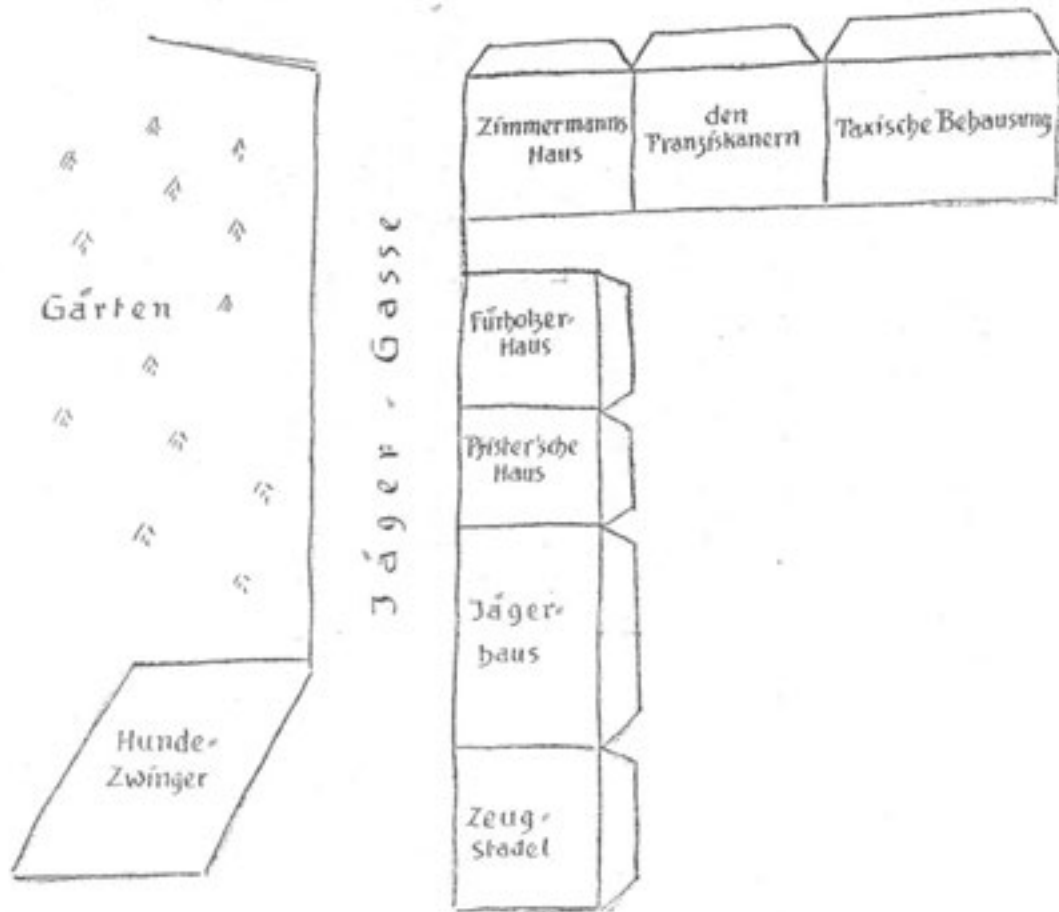 Zimmermanns
Haus
den
Franziskanern
Taxische Behausung
Gärten
Jäger-Gasse
Fürholzer-
Haus
Pfister'sche
Haus
Jäger-
haus
Hunde-
Zwinger
Zeug-
stadel